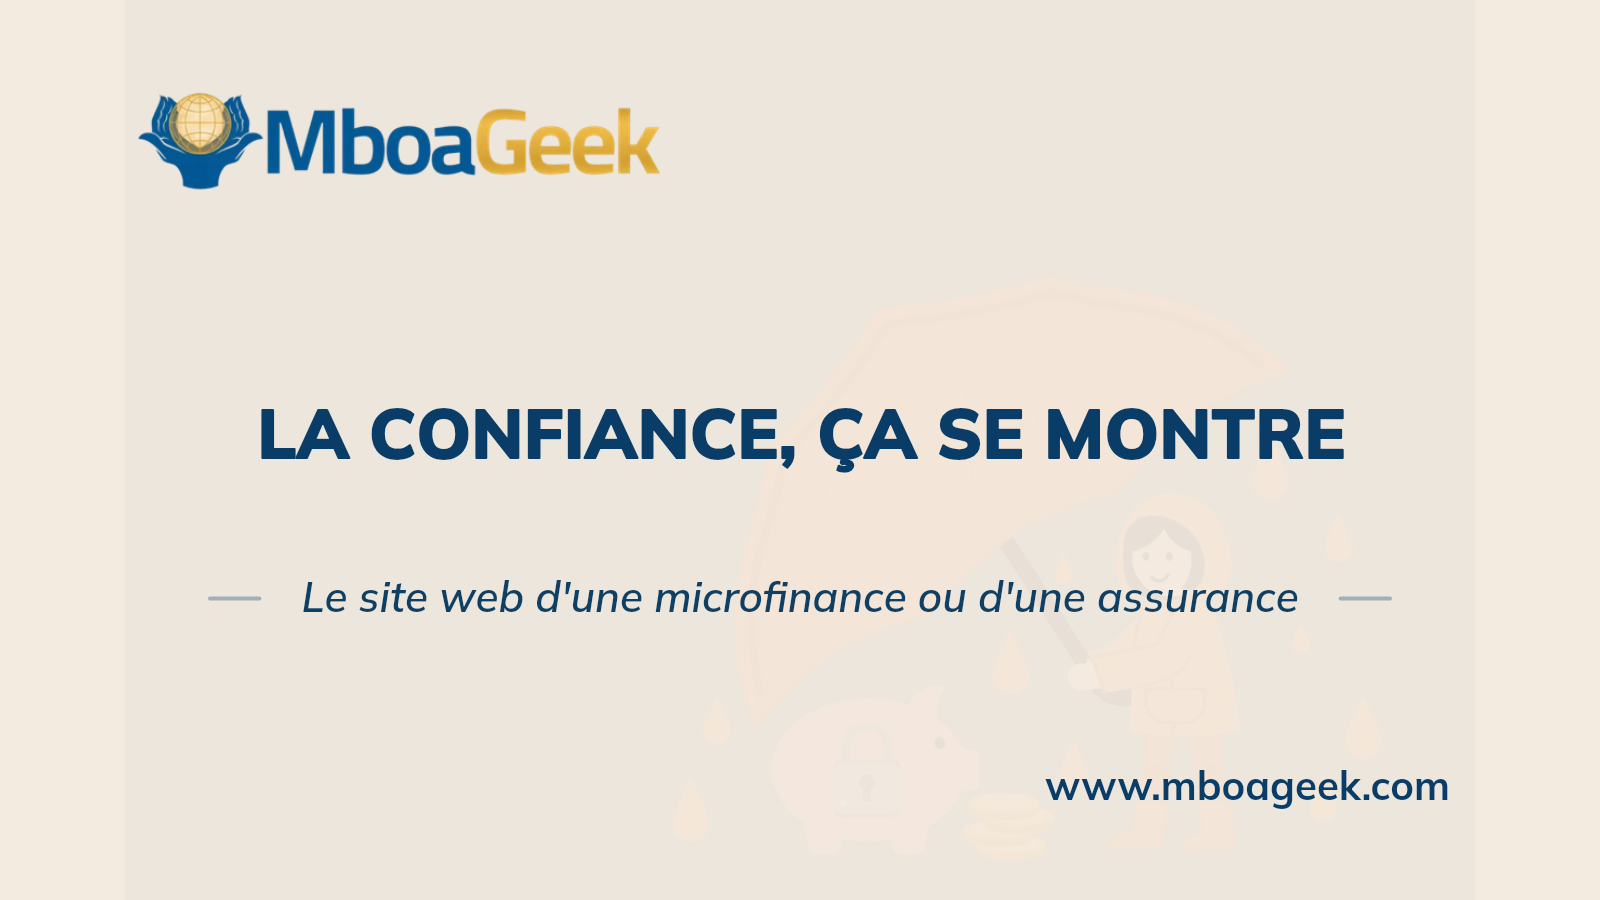 MboaGeek
LA CONFIANCE, ÇA SE MONTRE
Le site web d'une microfinance ou d'une assurance
www.mboageek.com